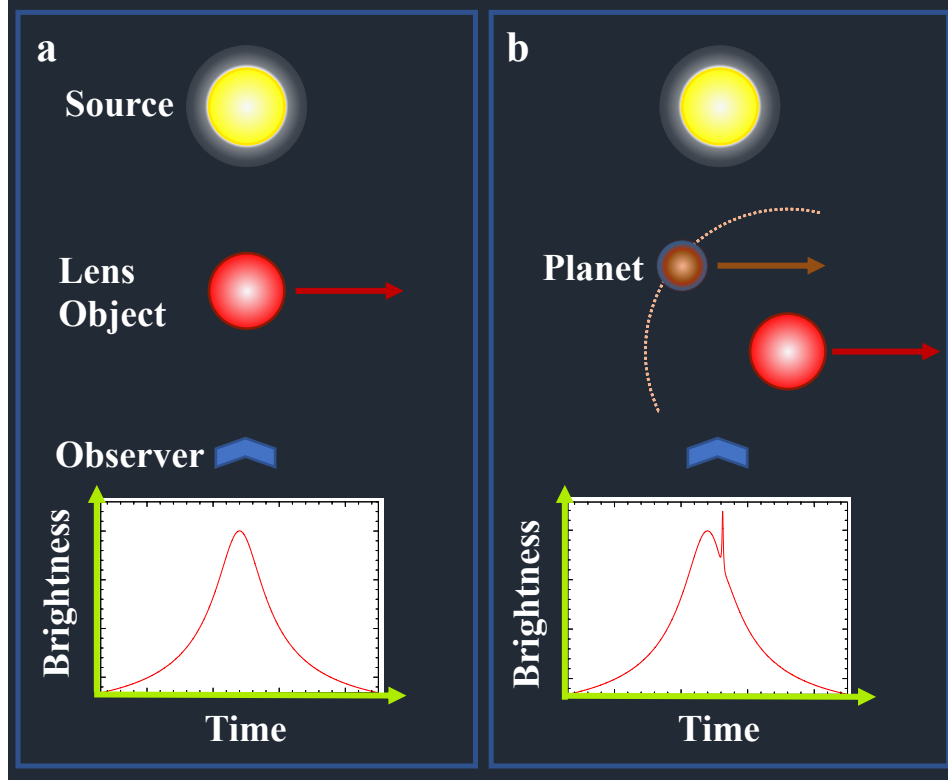 a
Source
Lens
Object
Observer
Brightness
Time
b
Planet
Brightness
Time